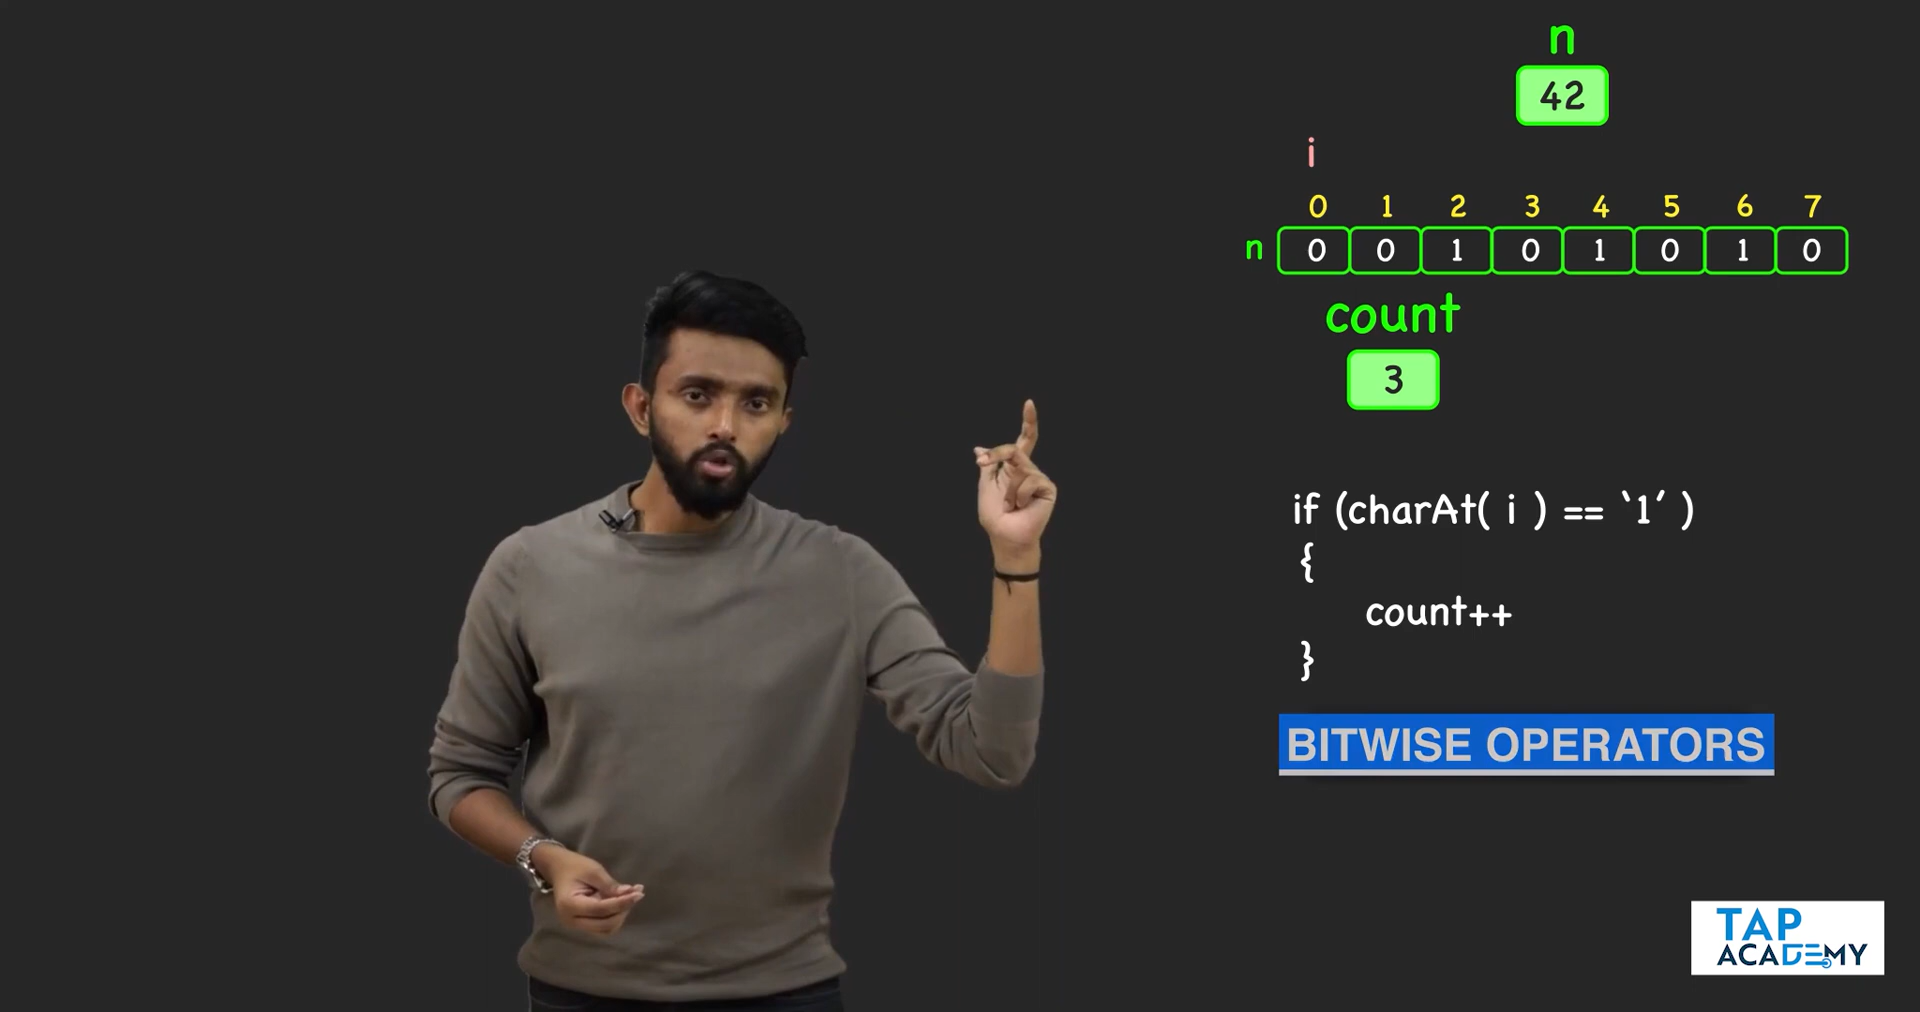 n
42
i
0 1 2 3 4 5 6 7
n 0 0 1 0 1 0 1 0
count
3
if (charAt( i ) == ‘1’ )
{
count++
}
BITWISE OPERATORS
TAP
ACADEMY